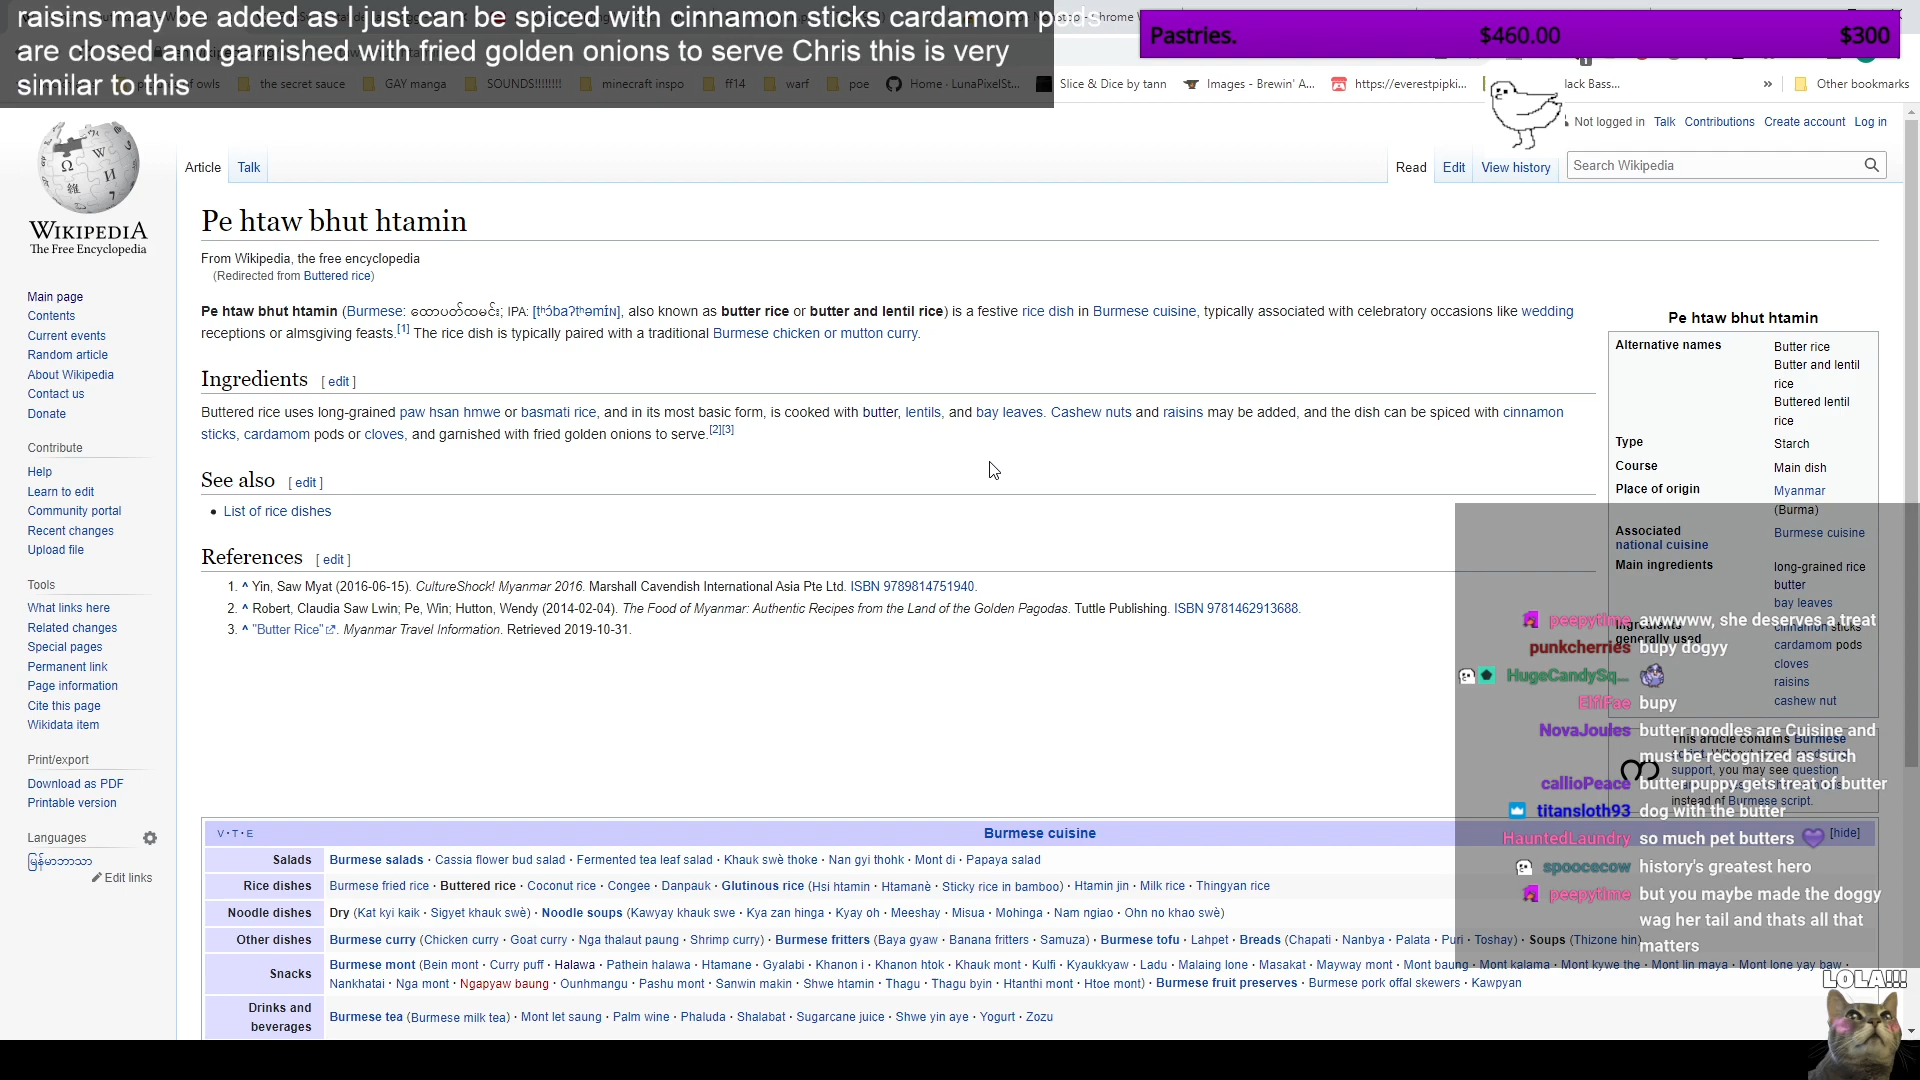 raisins may be added as I just can be spiced with cinnamon sticks cardamom pods
are closed and garnished with fried golden onions to serve Chris this is very
similar to this
Pastries. $460.00 $300
of owls the secret sauce GAY manga SOUNDS!!!!!!!! minecraft inspo ff14 warf poe Home · LunaPixelSt... Slice & Dice by tann Images - Brewin' A... https://everestpipki... lack Bass... » Other bookmarks
Not logged in Talk Contributions Create account Log in
Article Talk Read Edit View history Search Wikipedia
WIKIPEDIA
The Free Encyclopedia
Main page
Contents
Current events
Random article
About Wikipedia
Contact us
Donate
Contribute
Help
Learn to edit
Community portal
Recent changes
Upload file
Tools
What links here
Related changes
Special pages
Permanent link
Page information
Cite this page
Wikidata item
Print/export
Download as PDF
Printable version
Languages
မြန်မာဘာသာ
Edit links
Pe htaw bhut htamin
From Wikipedia, the free encyclopedia
(Redirected from Buttered rice)
Pe htaw bhut htamin (Burmese: ထောပတ်ထမင်း; IPA: [tʰɔ́baʔtʰəmɪ́ɴ], also known as butter rice or butter and lentil rice) is a festive rice dish in Burmese cuisine, typically associated with celebratory occasions like wedding
receptions or almsgiving feasts.[1] The rice dish is typically paired with a traditional Burmese chicken or mutton curry.
Ingredients [ edit ]
Buttered rice uses long-grained paw hsan hmwe or basmati rice, and in its most basic form, is cooked with butter, lentils, and bay leaves. Cashew nuts and raisins may be added, and the dish can be spiced with cinnamon
sticks, cardamom pods or cloves, and garnished with fried golden onions to serve.[2][3]
See also [ edit ]
• List of rice dishes
References [ edit ]
1. ^ Yin, Saw Myat (2016-06-15). CultureShock! Myanmar 2016. Marshall Cavendish International Asia Pte Ltd. ISBN 9789814751940.
2. ^ Robert, Claudia Saw Lwin; Pe, Win; Hutton, Wendy (2014-02-04). The Food of Myanmar: Authentic Recipes from the Land of the Golden Pagodas. Tuttle Publishing. ISBN 9781462913688.
3. ^ "Butter Rice". Myanmar Travel Information. Retrieved 2019-10-31.
Pe htaw bhut htamin
Alternative names Butter rice
Butter and lentil
rice
Buttered lentil
rice
Type Starch
Course Main dish
Place of origin Myanmar
(Burma)
Associated Burmese cuisine
national cuisine
Main ingredients long-grained rice
butter
bay leaves
Ingredients cinnamon sticks
generally used cardamom pods
cloves
raisins
cashew nut
This article contains Burmese
support, you may see question
instead of Burmese script.
peepytime awwwww, she deserves a treat
punkcherries bupy dogyy
HugeCandySq...
ElfiFae bupy
NovaJoules butter noodles are Cuisine and
must be recognized as such
callioPeace butter puppy gets treat of butter
titansloth93 dog with the butter
HauntedLaundry so much pet butters
spoocecow history's greatest hero
peepytime but you maybe made the doggy
wag her tail and thats all that
matters
V·T·E Burmese cuisine [hide]
Salads Burmese salads · Cassia flower bud salad · Fermented tea leaf salad · Khauk swè thoke · Nan gyi thohk · Mont di · Papaya salad
Rice dishes Burmese fried rice · Buttered rice · Coconut rice · Congee · Danpauk · Glutinous rice (Hsi htamin · Htamanè · Sticky rice in bamboo) · Htamin jin · Milk rice · Thingyan rice
Noodle dishes Dry (Kat kyi kaik · Sigyet khauk swè) · Noodle soups (Kawyay khauk swe · Kya zan hinga · Kyay oh · Meeshay · Misua · Mohinga · Nam ngiao · Ohn no khao swè)
Other dishes Burmese curry (Chicken curry · Goat curry · Nga thalaut paung · Shrimp curry) · Burmese fritters (Baya gyaw · Banana fritters · Samuza) · Burmese tofu · Lahpet · Breads (Chapati · Nanbya · Palata · Puri · Toshay) · Soups (Thizone hin)
Snacks Burmese mont (Bein mont · Curry puff · Halawa · Pathein halawa · Htamane · Gyalabi · Khanon i · Khanon htok · Khauk mont · Kulfi · Kyaukkyaw · Ladu · Malaing lone · Masakat · Mayway mont · Mont baung · Mont kalama · Mont kywe the · Mont lin maya · Mont lone yay baw ·
Nankhatai · Nga mont · Ngapyaw baung · Ounhmangu · Pashu mont · Sanwin makin · Shwe htamin · Thagu · Thagu byin · Htanthi mont · Htoe mont) · Burmese fruit preserves · Burmese pork offal skewers · Kawpyan
Drinks and
beverages Burmese tea (Burmese milk tea) · Mont let saung · Palm wine · Phaluda · Shalabat · Sugarcane juice · Shwe yin aye · Yogurt · Zozu
LOLA!!!